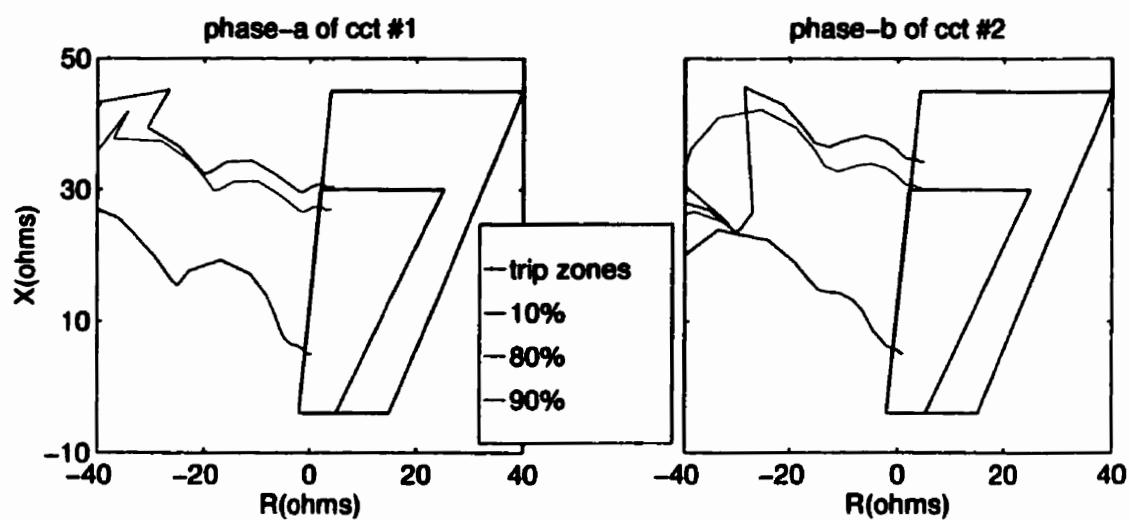 phase-a of cct #1
phase-b of cct #2
50
30
10
-10
X(ohms)
-40
-20
0
20
40
R(ohms)
trip zones
10%
80%
90%
-40
-20
0
20
40
R(ohms)